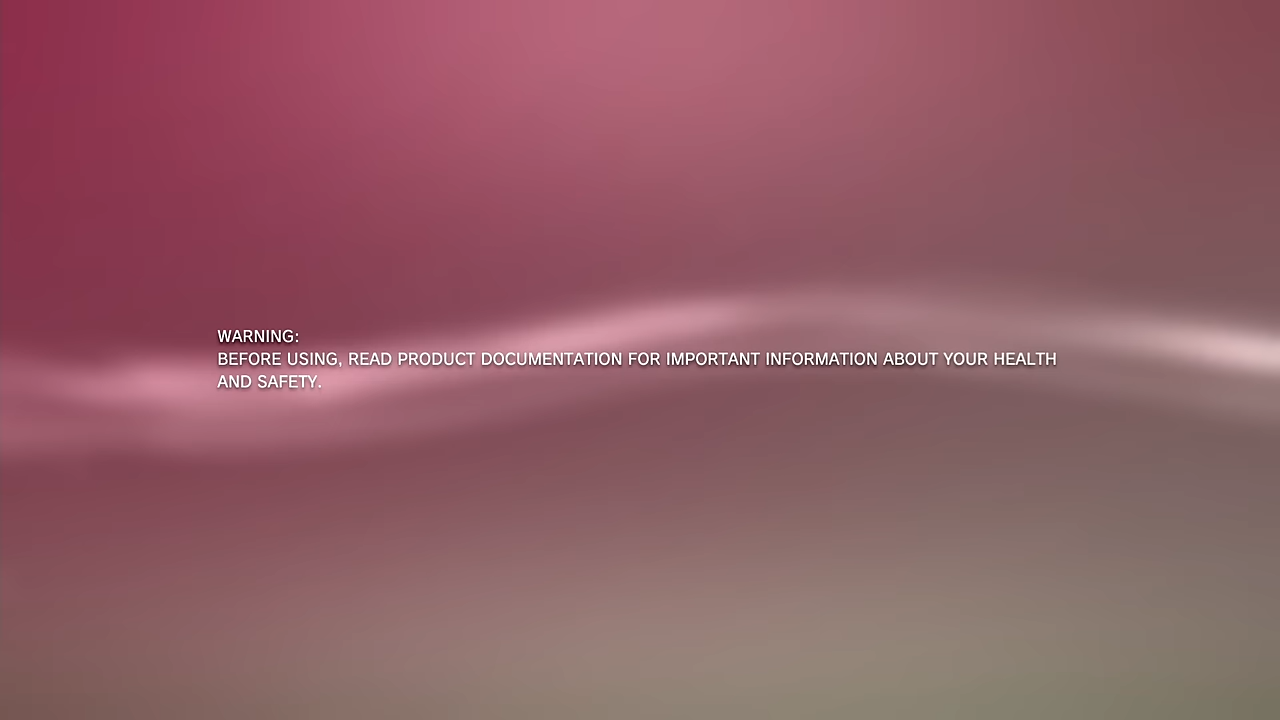 WARNING:
BEFORE USING, READ PRODUCT DOCUMENTATION FOR IMPORTANT INFORMATION ABOUT YOUR HEALTH
AND SAFETY.